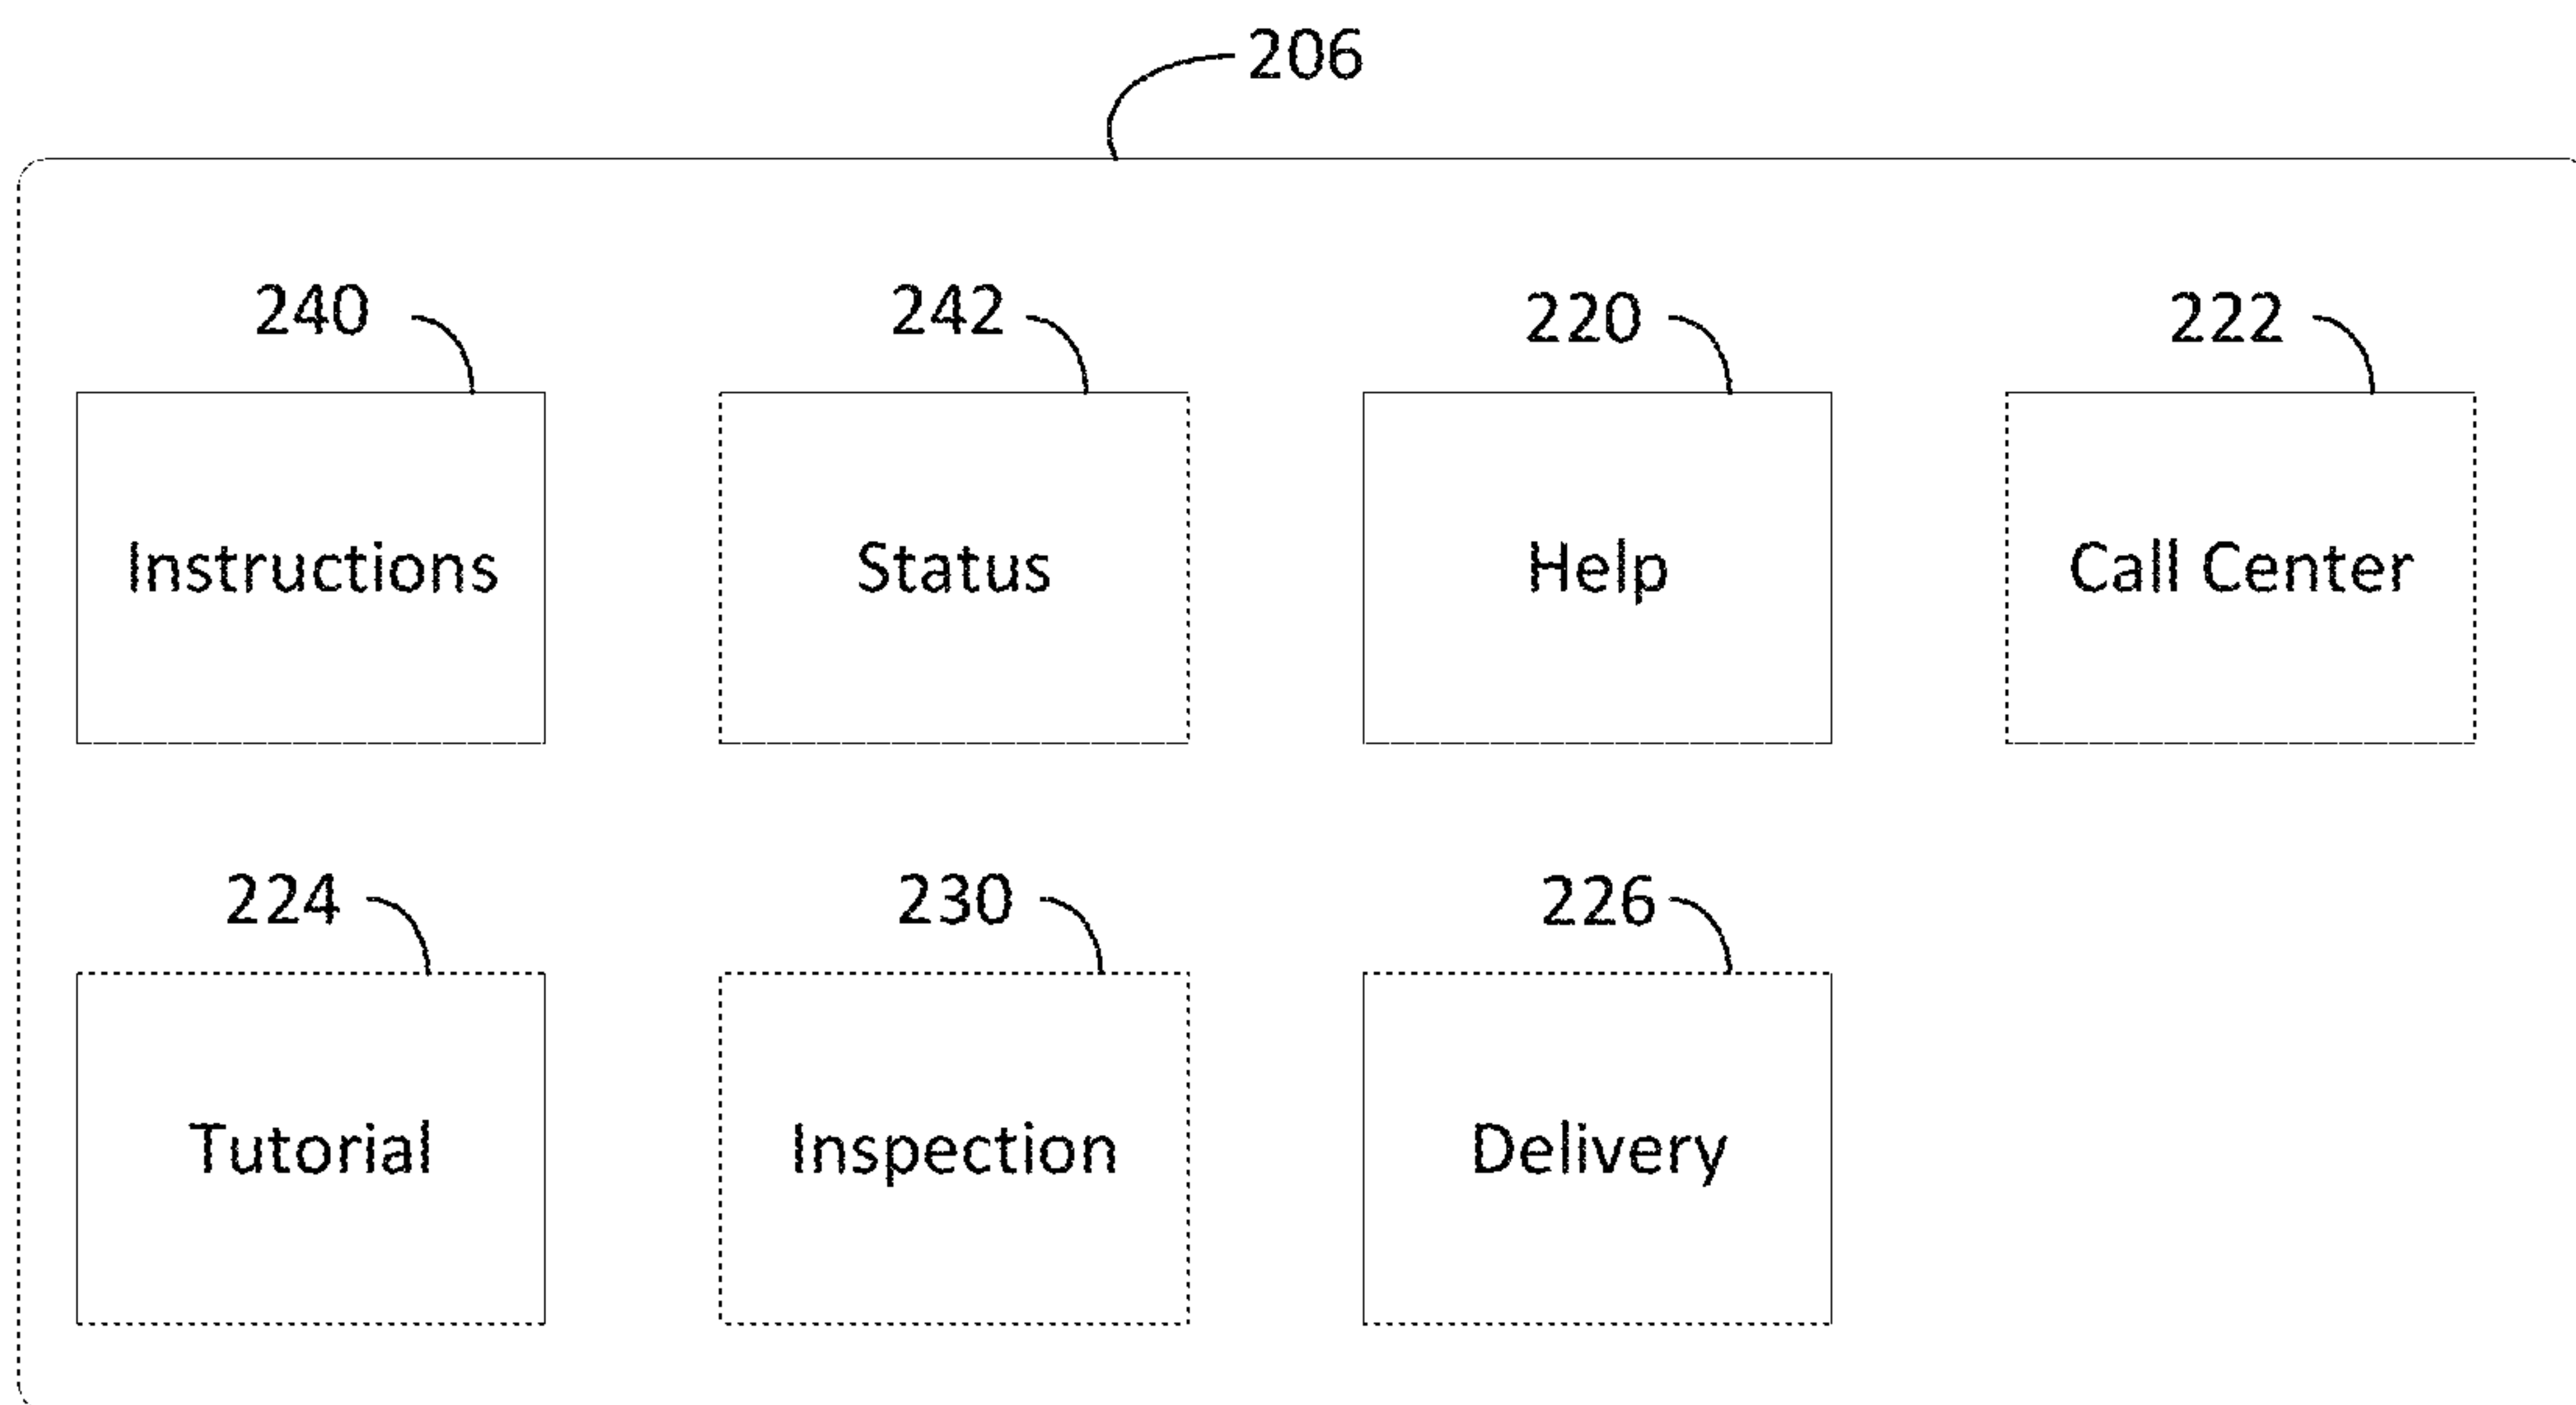 206
240 242 220 222
Instructions Status Help Call Center
224 230 226
Tutorial Inspection Delivery